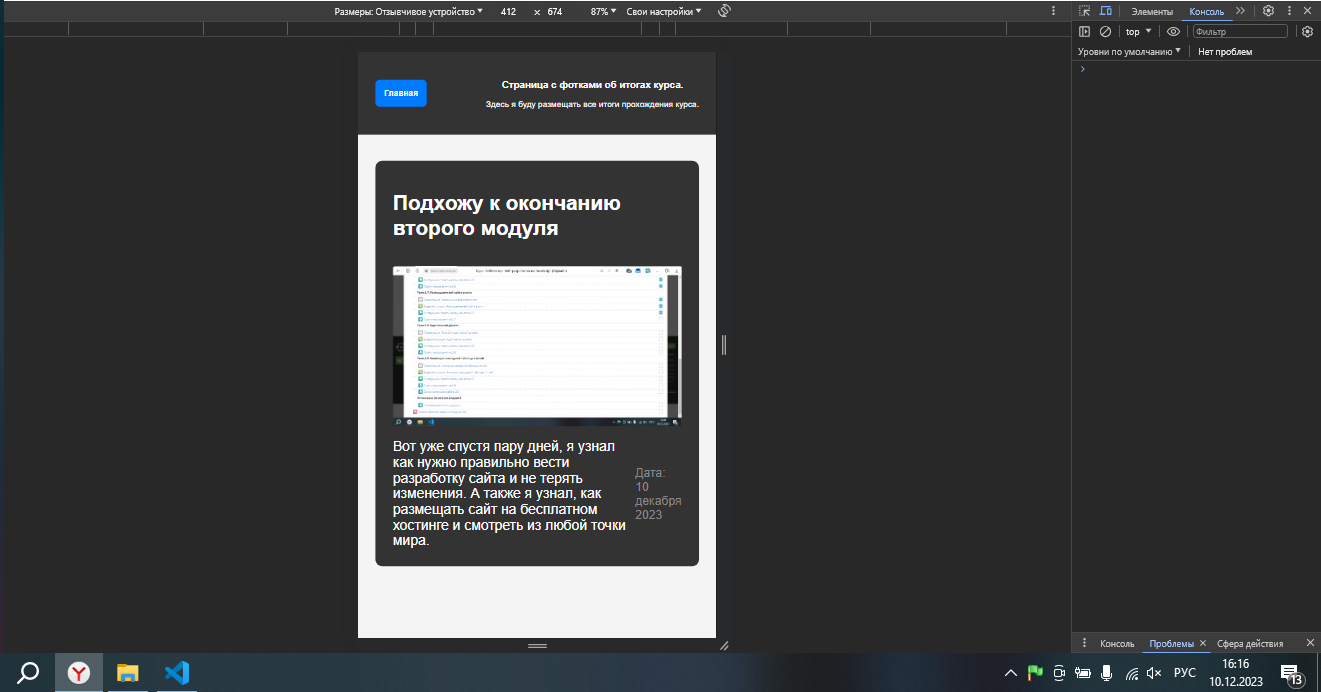 Размеры: Отзывчивое устройство 412 × 674 87% Свои настройки
Элементы Консоль
top Фильтр
Уровни по умолчанию Нет проблем
Главная
Страница с фотками об итогах курса.
Здесь я буду размещать все итоги прохождения курса.
Подхожу к окончанию
второго модуля
Вот уже спустя пару дней, я узнал
как нужно правильно вести
разработку сайта и не терять
изменения. А также я узнал, как
размещать сайт на бесплатном
хостинге и смотреть из любой точки
мира.
Дата:
10
декабря
2023
Консоль Проблемы Сфера действия
РУС
16:16
10.12.2023
13